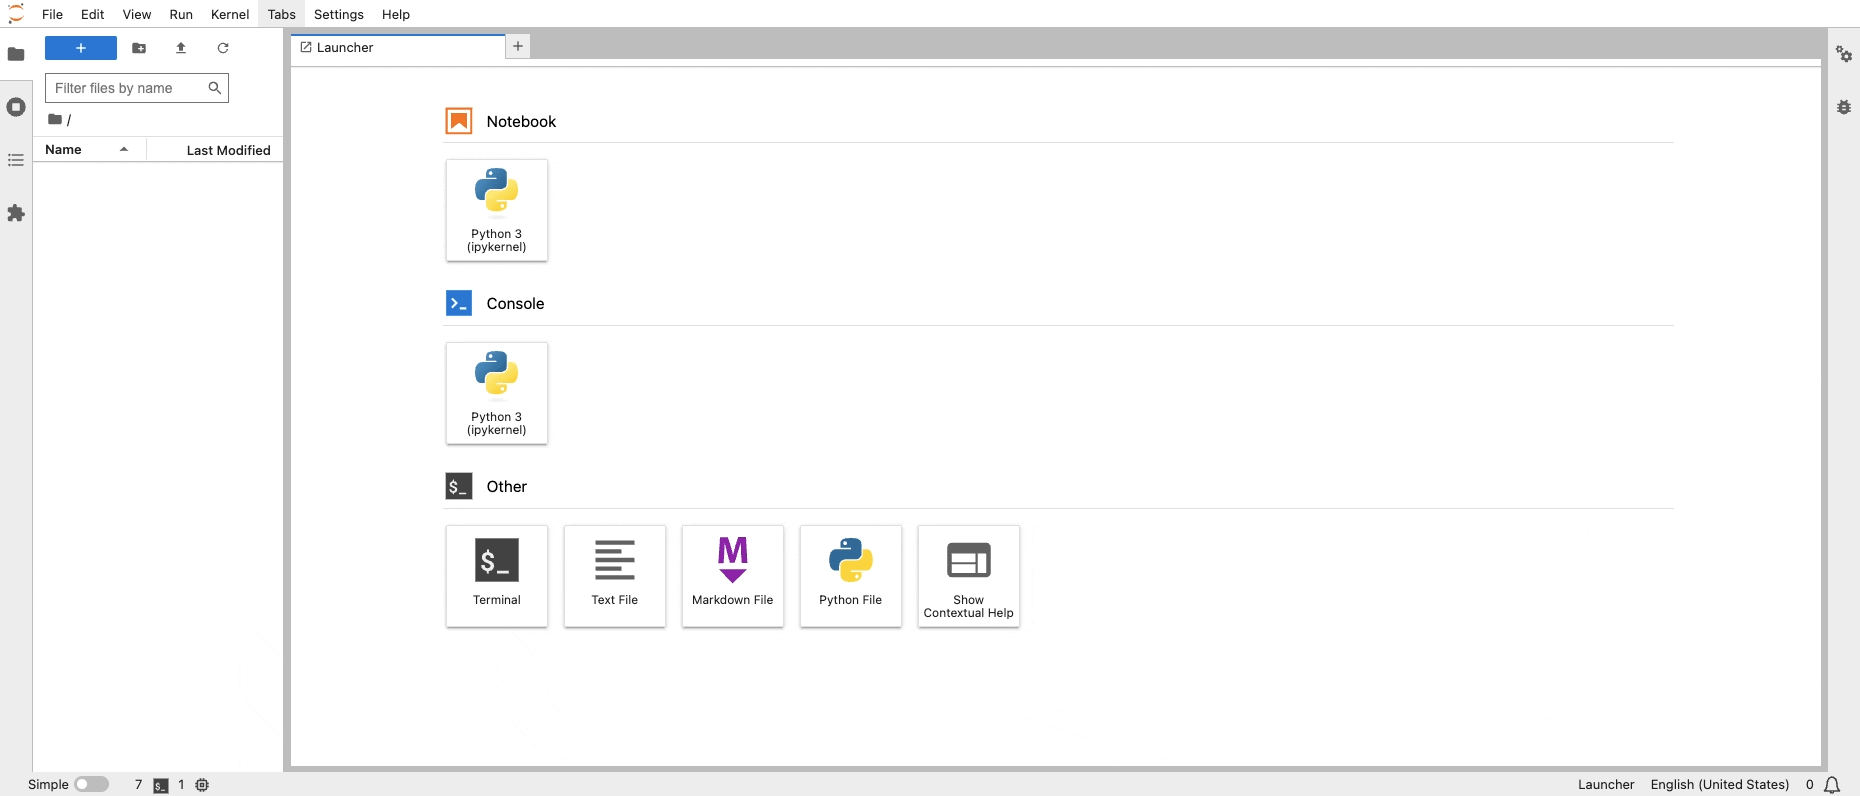 File Edit View Run Kernel Tabs Settings Help
+
Launcher
+
Filter files by name
/
Name Last Modified
Notebook
Python 3
(ipykernel)
>_ Console
Python 3
(ipykernel)
$_ Other
$_
Terminal
Text File
M
Markdown File
Python File
Show
Contextual Help
Simple 7 $_ 1 Launcher English (United States) 0